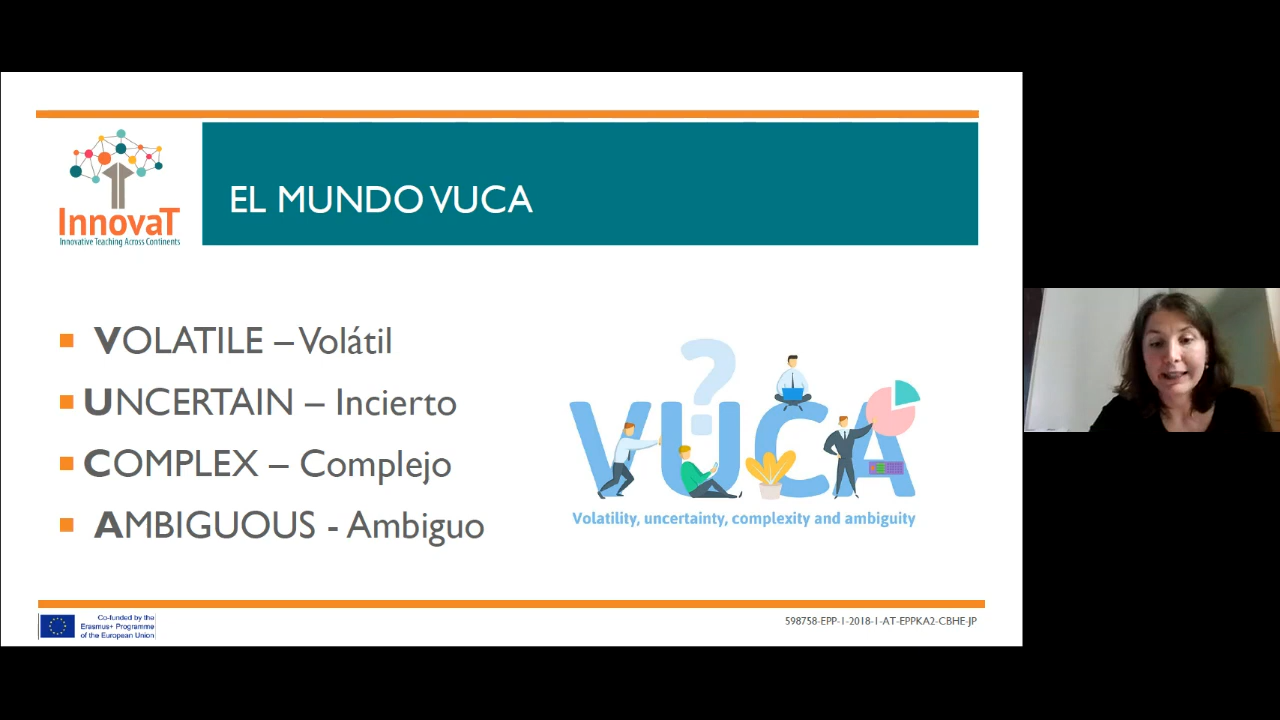 InnovaT
Innovative Teaching Across Continents
EL MUNDO VUCA
VOLATILE – Volátil
UNCERTAIN – Incierto
COMPLEX – Complejo
AMBIGUOUS - Ambiguo
?
VUCA
Volatility, uncertainty, complexity and ambiguity
Co-funded by the
Erasmus+ Programme
of the European Union
598758-EPP-1-2018-1-AT-EPPKA2-CBHE-JP